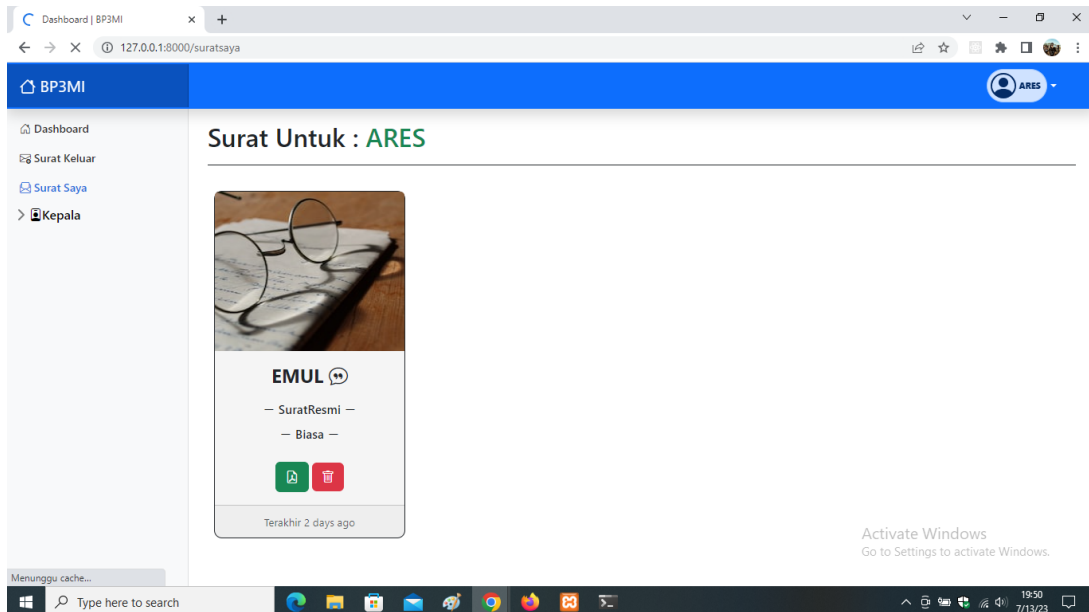 Dashboard | BP3MI
127.0.0.1:8000/suratsaya
BP3MI
ARES
Dashboard
Surat Keluar
Surat Saya
Kepala
Surat Untuk : ARES
EMUL
— SuratResmi —
— Biasa —
Terakhir 2 days ago
Activate Windows
Go to Settings to activate Windows.
Menunggu cache...
Type here to search
19:50
7/13/23